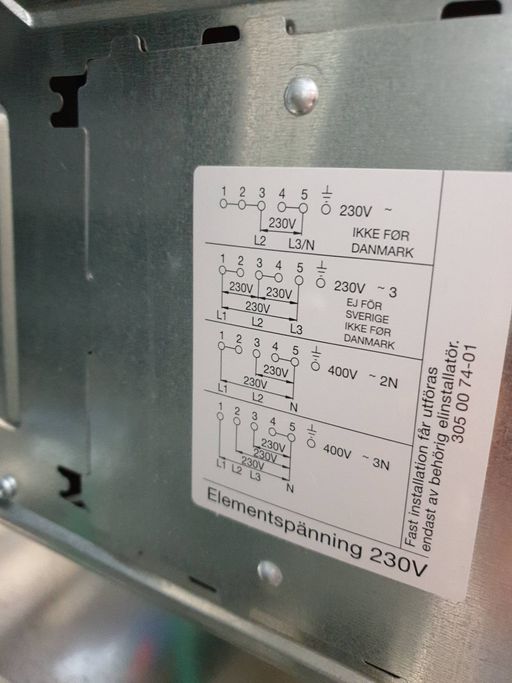 1 2 3 4 5
230V ~
230V
IKKE FØR
DANMARK
L2 L3/N
1 2 3 4 5
230V ~ 3
230V 230V
230V
EJ FÖR
SVERIGE
IKKE FØR
DANMARK
L1 L2 L3
1 2 3 4 5
400V ~ 2N
230V
230V
L1 L2 N
1 2 3 4 5
400V ~ 3N
230V
230V
230V
L1 L2 L3 N
Elementspänning 230V
Fast installation får utföras
endast av behörig elinstallatör.
305 00 74-01